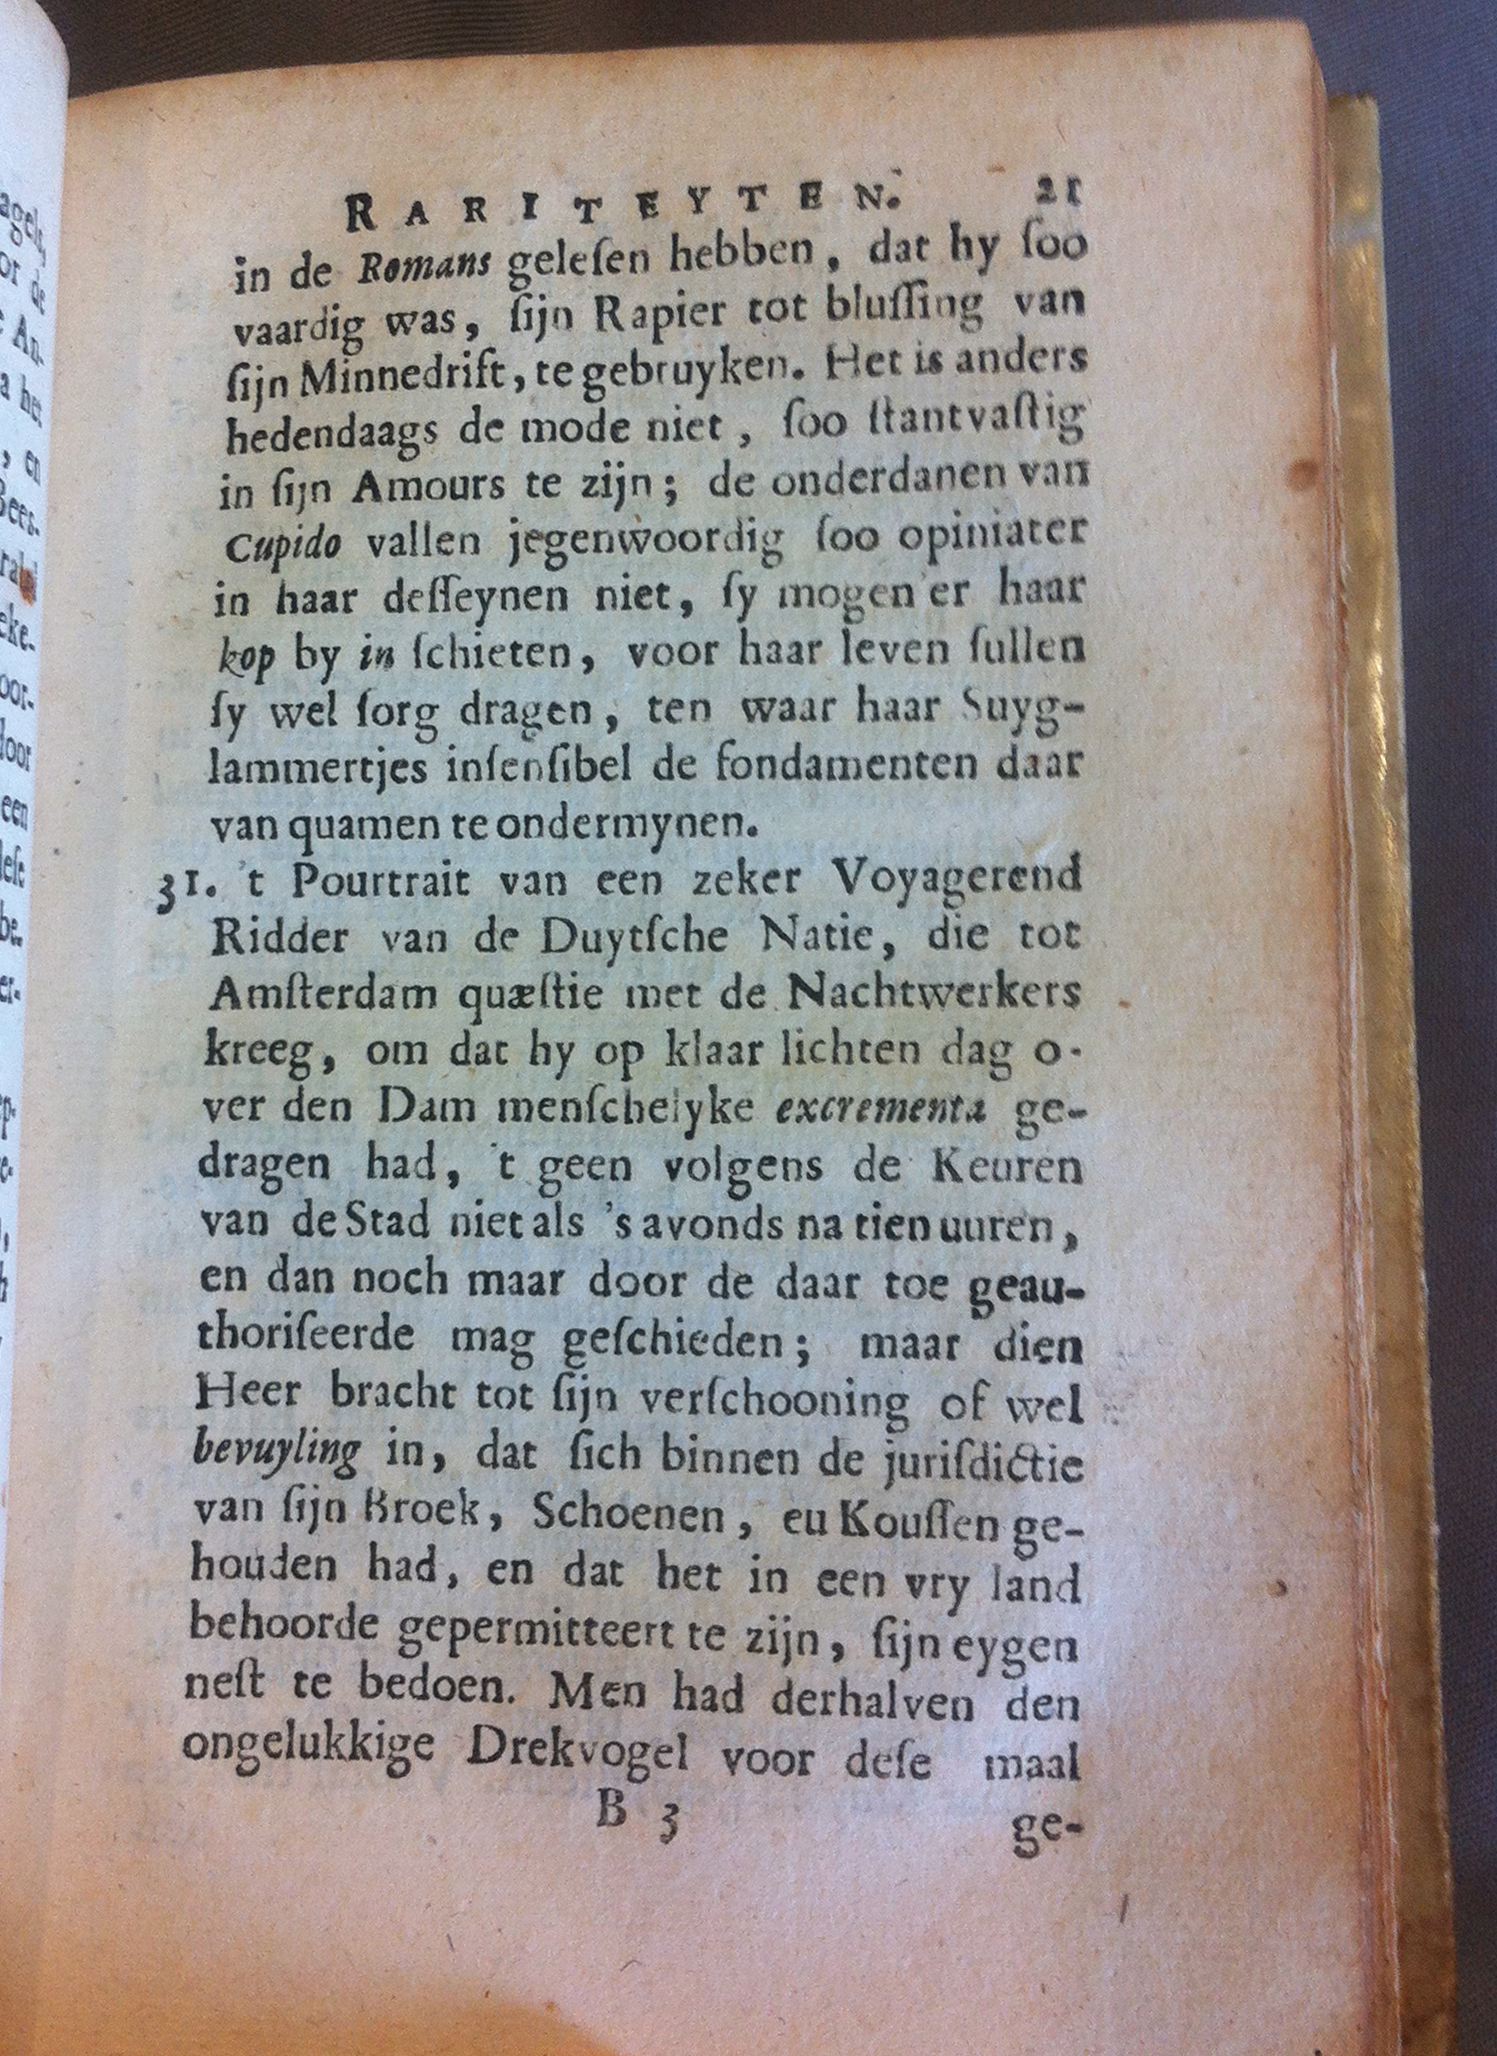 RARITEYTEN. 21
in de Romans geleſen hebben, dat hy ſoo
vaardig was, ſijn Rapier tot bluſſing van
ſijn Minnedrift, te gebruyken. Het is anders
hedendaags de mode niet, ſoo ſtantvaſtig
in ſijn Amours te zijn; de onderdanen van
Cupido vallen jegenwoordig ſoo opiniater
in haar deſſeynen niet, ſy mogen er haar
kop by in ſchieten, voor haar leven ſullen
ſy wel ſorg dragen, ten waar haar Suyg-
lammertjes inſenſibel de fondamenten daar
van quamen te ondermynen.
31. 't Pourtrait van een zeker Voyagerend
Ridder van de Duytſche Natie, die tot
Amſterdam quæſtie met de Nachtwerkers
kreeg, om dat hy op klaar lichten dag o-
ver den Dam menſchelyke excrementa ge-
dragen had, 't geen volgens de Keuren
van de Stad niet als 's avonds na tien uuren,
en dan noch maar door de daar toe geau-
thoriſeerde mag geſchieden; maar dien
Heer bracht tot ſijn verſchooning of wel
bevuyling in, dat ſich binnen de juriſdictie
van ſijn Broek, Schoenen, eu Kouſſen ge-
houden had, en dat het in een vry land
behoorde gepermitteert te zijn, ſijn eygen
neſt te bedoen. Men had derhalven den
ongelukkige Drekvogel voor deſe maal
B 3 ge-